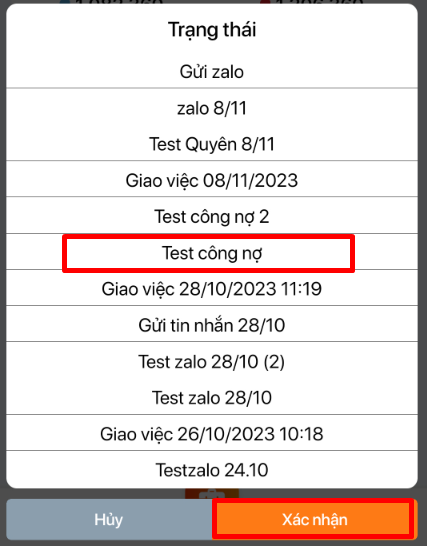 Trạng thái
Gửi zalo
zalo 8/11
Test Quyên 8/11
Giao việc 08/11/2023
Test công nợ 2
Test công nợ
Giao việc 28/10/2023 11:19
Gửi tin nhắn 28/10
Test zalo 28/10 (2)
Test zalo 28/10
Giao việc 26/10/2023 10:18
Testzalo 24.10
Hủy Xác nhận